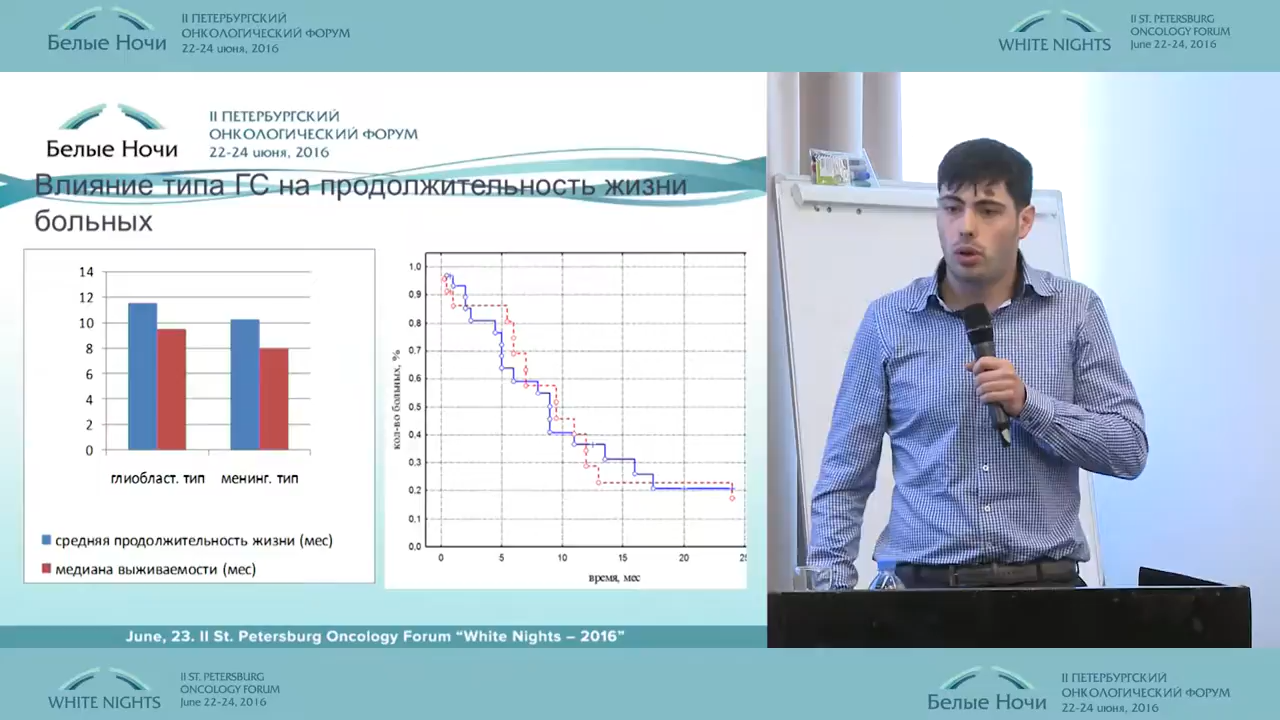 Белые Ночи
II ПЕТЕРБУРГСКИЙ
ОНКОЛОГИЧЕСКИЙ ФОРУМ
22-24 июня, 2016
WHITE NIGHTS
II ST. PETERSBURG
ONCOLOGY FORUM
June 22-24, 2016
Белые Ночи
II ПЕТЕРБУРГСКИЙ
ОНКОЛОГИЧЕСКИЙ ФОРУМ
22-24 июня, 2016
Влияние типа ГС на продолжительность жизни
больных
14
12
10
8
6
4
2
0
глиобласт. тип
менинг. тип
средняя продолжительность жизни (мес)
медиана выживаемости (мес)
кол-во больных, %
1,0
0,9
0,8
0,7
0,6
0,5
0,4
0,3
0,2
0,1
0,0
0 5 10 15 20
время, мес
June, 23. II St. Petersburg Oncology Forum “White Nights – 2016”
WHITE NIGHTS
II ST. PETERSBURG
ONCOLOGY FORUM
June 22-24, 2016
Белые Ночи
II ПЕТЕРБУРГСКИЙ
ОНКОЛОГИЧЕСКИЙ ФОРУМ
22-24 июня, 2016